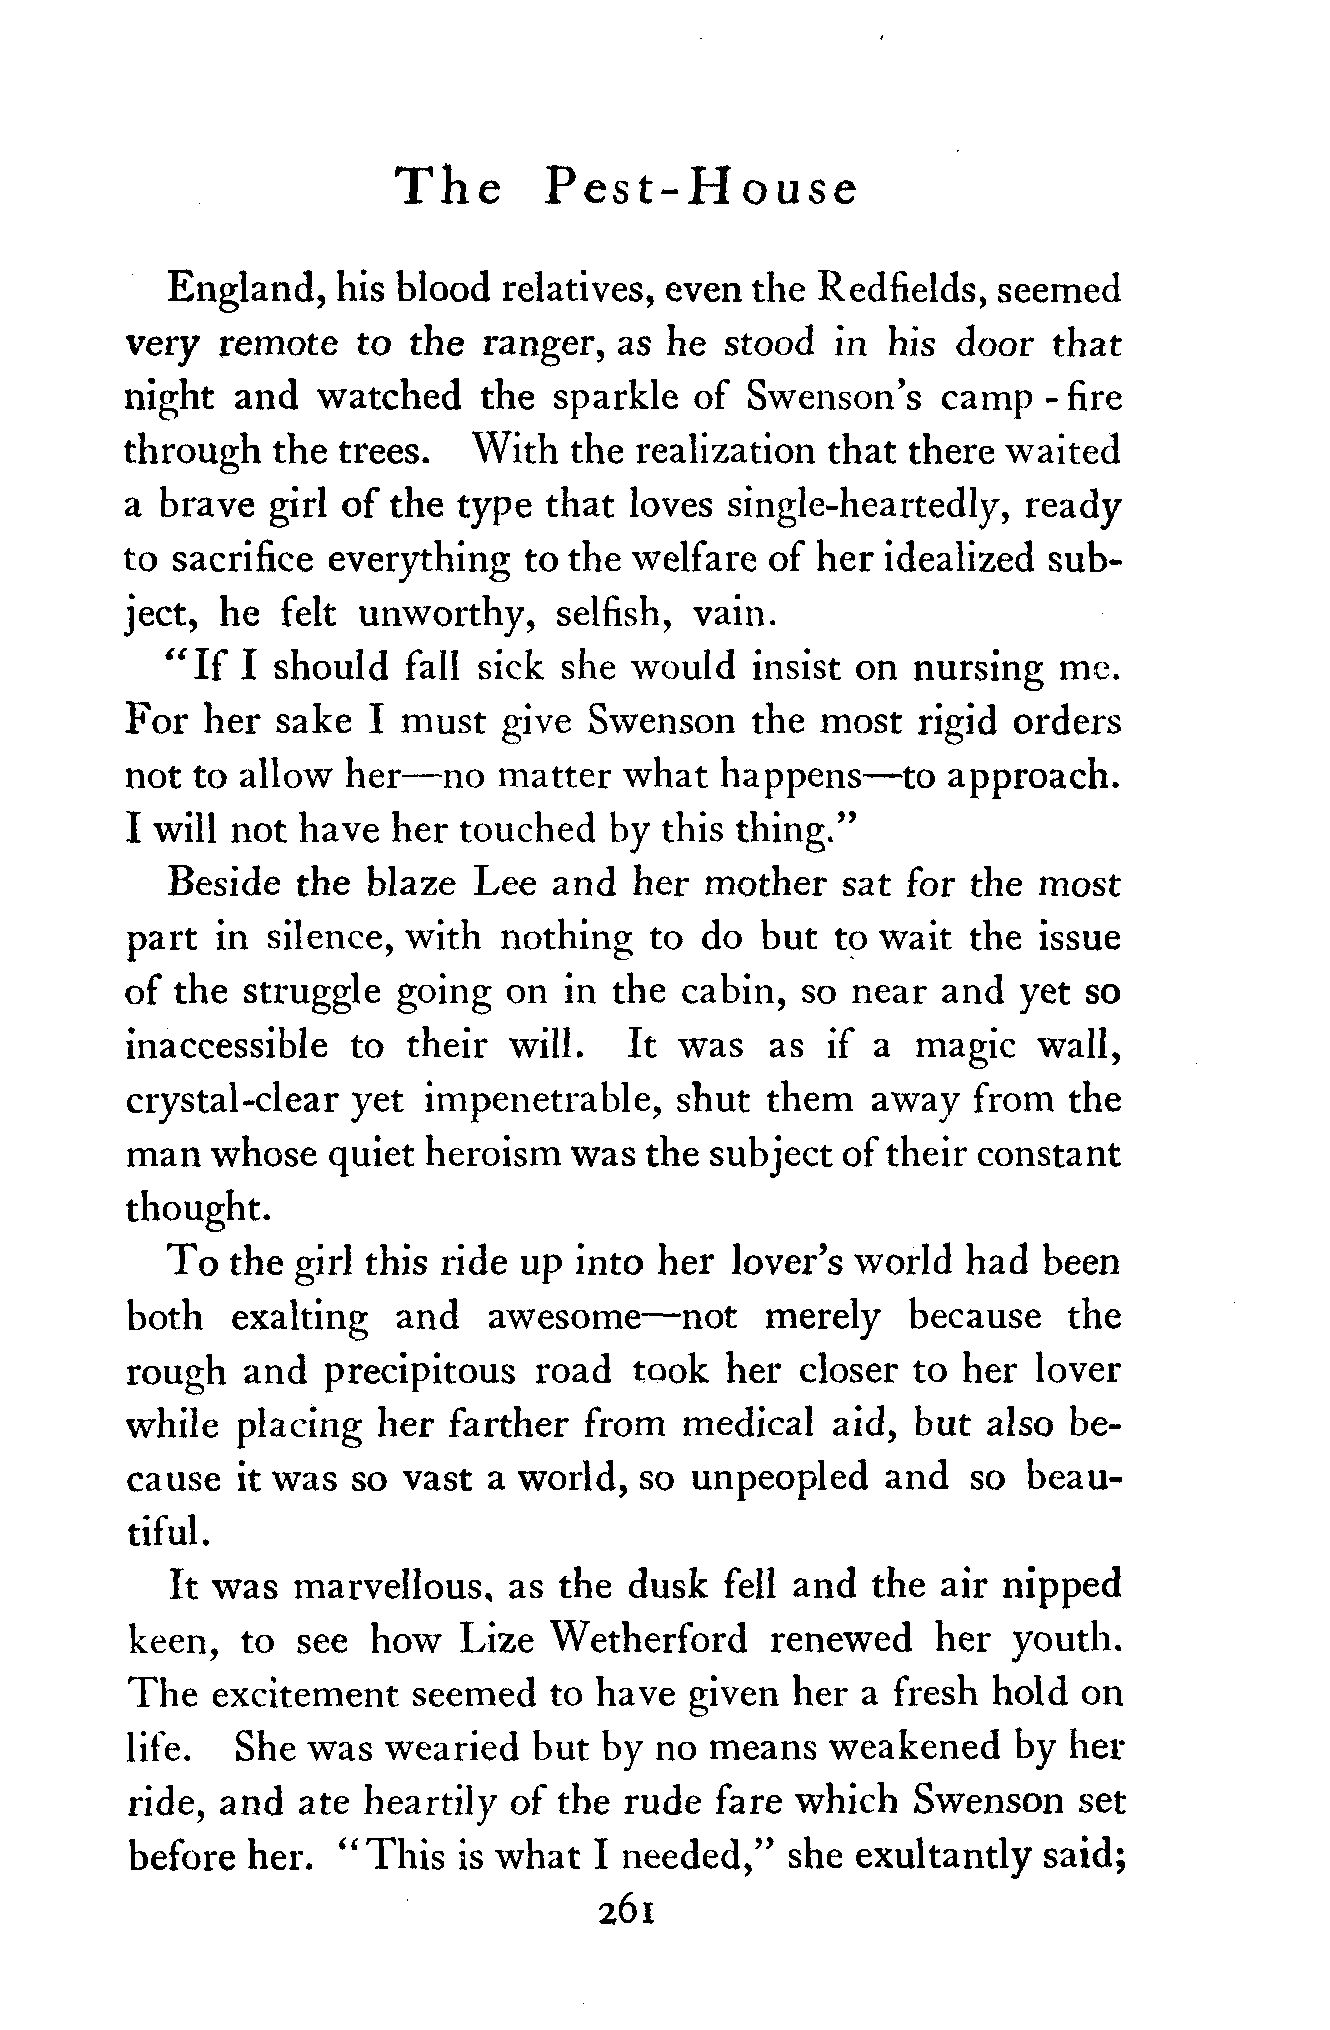 The Pest-House
England, his blood relatives, even the Redfields, seemed
very remote to the ranger, as he stood in his door that
night and watched the sparkle of Swenson's camp-fire
through the trees. With the realization that there waited
a brave girl of the type that loves single-heartedly, ready
to sacrifice everything to the welfare of her idealized sub-
ject, he felt unworthy, selfish, vain.
"If I should fall sick she would insist on nursing me.
For her sake I must give Swenson the most rigid orders
not to allow her—no matter what happens—to approach.
I will not have her touched by this thing."
Beside the blaze Lee and her mother sat for the most
part in silence, with nothing to do but to wait the issue
of the struggle going on in the cabin, so near and yet so
inaccessible to their will. It was as if a magic wall,
crystal-clear yet impenetrable, shut them away from the
man whose quiet heroism was the subject of their constant
thought.
To the girl this ride up into her lover's world had been
both exalting and awesome—not merely because the
rough and precipitous road took her closer to her lover
while placing her farther from medical aid, but also be-
cause it was so vast a world, so unpeopled and so beau-
tiful.
It was marvellous, as the dusk fell and the air nipped
keen, to see how Lize Wetherford renewed her youth.
The excitement seemed to have given her a fresh hold on
life. She was wearied but by no means weakened by her
ride, and ate heartily of the rude fare which Swenson set
before her. "This is what I needed," she exultantly said;
261